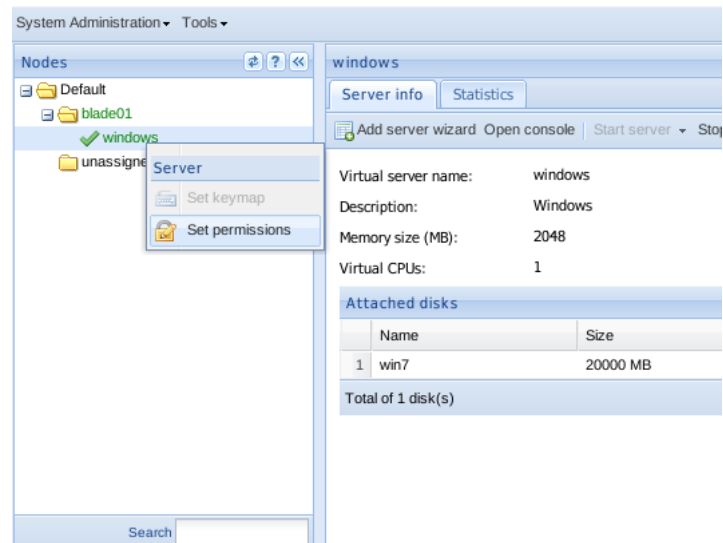 System Administration Tools
Nodes
Default
blade01
windows
unassigne
Server
Set keymap
Set permissions
Search
windows
Server info Statistics
Add server wizard Open console Start server Stop
Virtual server name: windows
Description: Windows
Memory size (MB): 2048
Virtual CPUs: 1
Attached disks
Name Size
1 win7 20000 MB
Total of 1 disk(s)